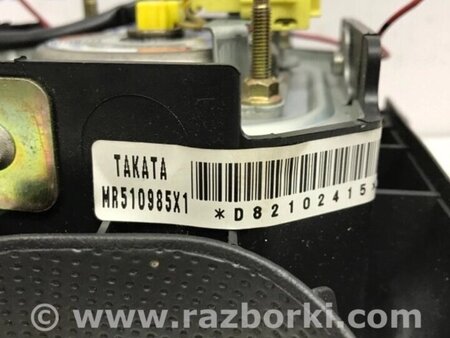 TAKATA
MR510985X1
*D82102415*
© www.razborki.com